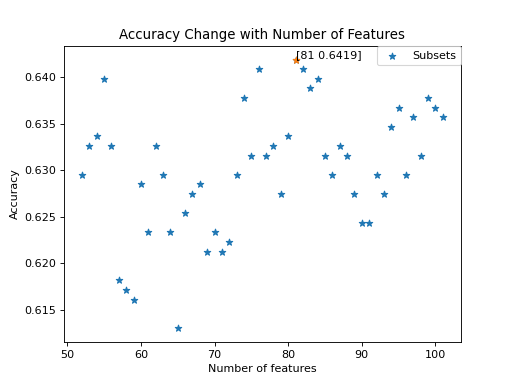 Accuracy Change with Number of Features
[81 0.6419]
Subsets
0.640
0.635
0.630
0.625
0.620
0.615
Accuracy
50 60 70 80 90 100
Number of features